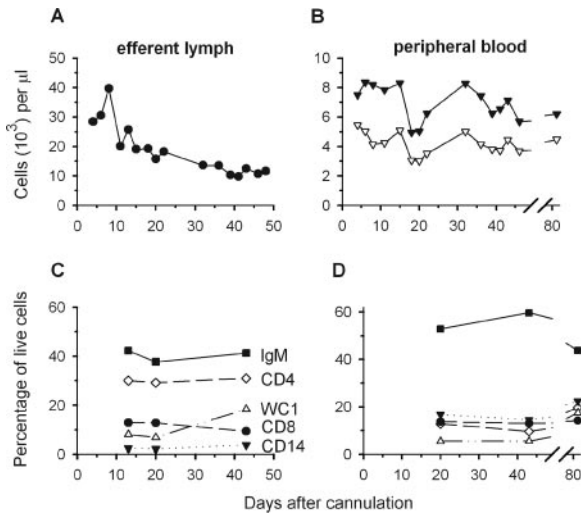 A
efferent lymph
B
peripheral blood
Cells (10³) per µl
50
40
30
20
10
0
0 10 20 30 40 50
10
8
6
4
2
0
0 10 20 30 40 80
C
Percentage of live cells
60
40
20
0
0 20 40
IgM
CD4
WC1
CD8
CD14
D
60
40
20
0
0 20 40 80
Days after cannulation